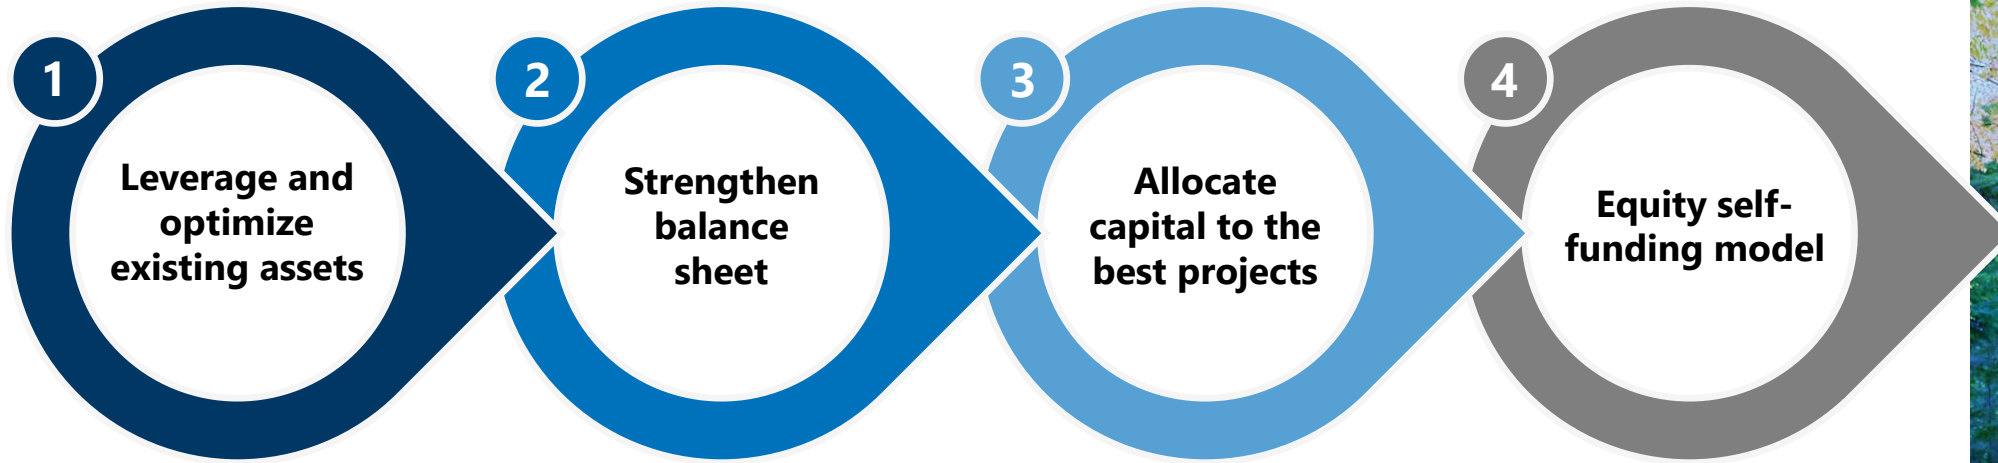 1
Leverage and
optimize
existing assets
2
Strengthen
balance
sheet
3
Allocate
capital to the
best projects
4
Equity self-
funding model